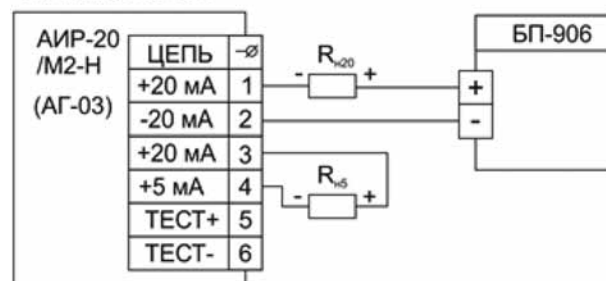 АИР-20
/М2-Н
(АГ-03)
ЦЕПЬ
+20 мА 1
-20 мА 2
+20 мА 3
+5 мА 4
ТЕСТ+ 5
ТЕСТ- 6
- Rн20 +
- Rн5 +
БП-906
+
-